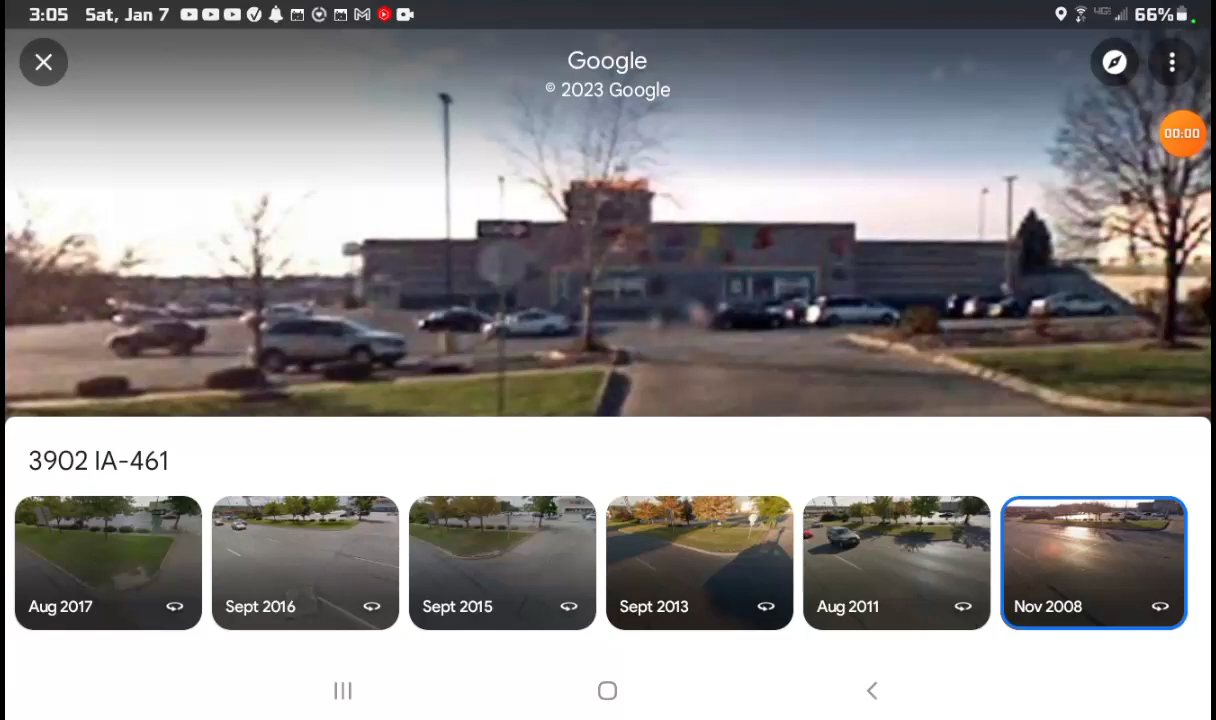 3:05 Sat, Jan 7
66%
Google
© 2023 Google
00:00
3902 IA-461
Aug 2017
Sept 2016
Sept 2015
Sept 2013
Aug 2011
Nov 2008